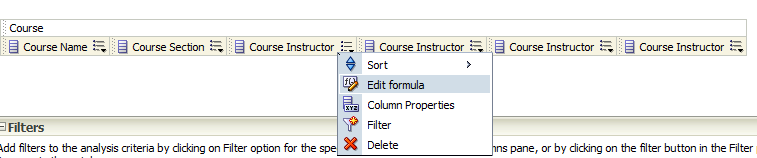 Course
Course Name Course Section Course Instructor Course Instructor Course Instructor Course Instructor
Sort
Edit formula
Column Properties
Filter
Delete
Filters
Add filters to the analysis criteria by clicking on Filter option for the spe mns pane, or by clicking on the filter button in the Filter